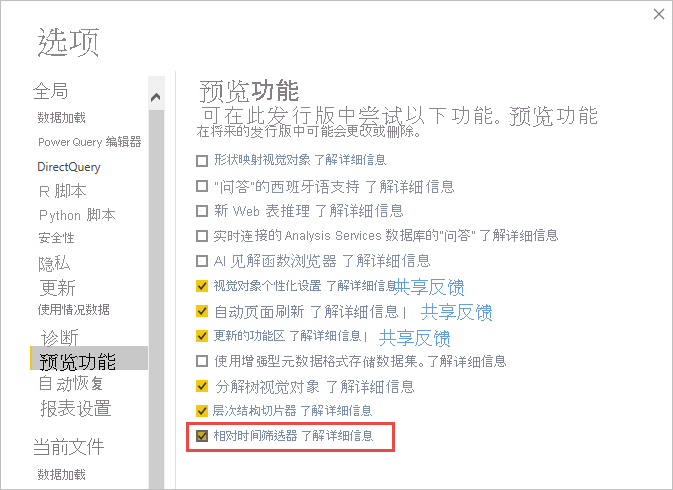 选项
全局
数据加载
Power Query 编辑器
DirectQuery
R 脚本
Python 脚本
安全性
隐私
更新
使用情况数据
诊断
预览功能
自动恢复
报表设置
当前文件
数据加载
预览功能
可在此发行版中尝试以下功能。预览功能
在将来的发行版中可能会更改或删除。
形状映射视觉对象 了解详细信息
"问答"的西班牙语支持 了解详细信息
新 Web 表推理 了解详细信息
实时连接的 Analysis Services 数据库的"问答" 了解详细信息
AI 见解函数浏览器 了解详细信息
视觉对象个性化设置 了解详细信息 共享反馈
自动页面刷新 了解详细信息 | 共享反馈
更新的功能区 了解详细信息 | 共享反馈
使用增强型元数据格式存储数据集。了解详细信息
分解树视觉对象 了解详细信息
层次结构切片器 了解详细信息
相对时间筛选器 了解详细信息